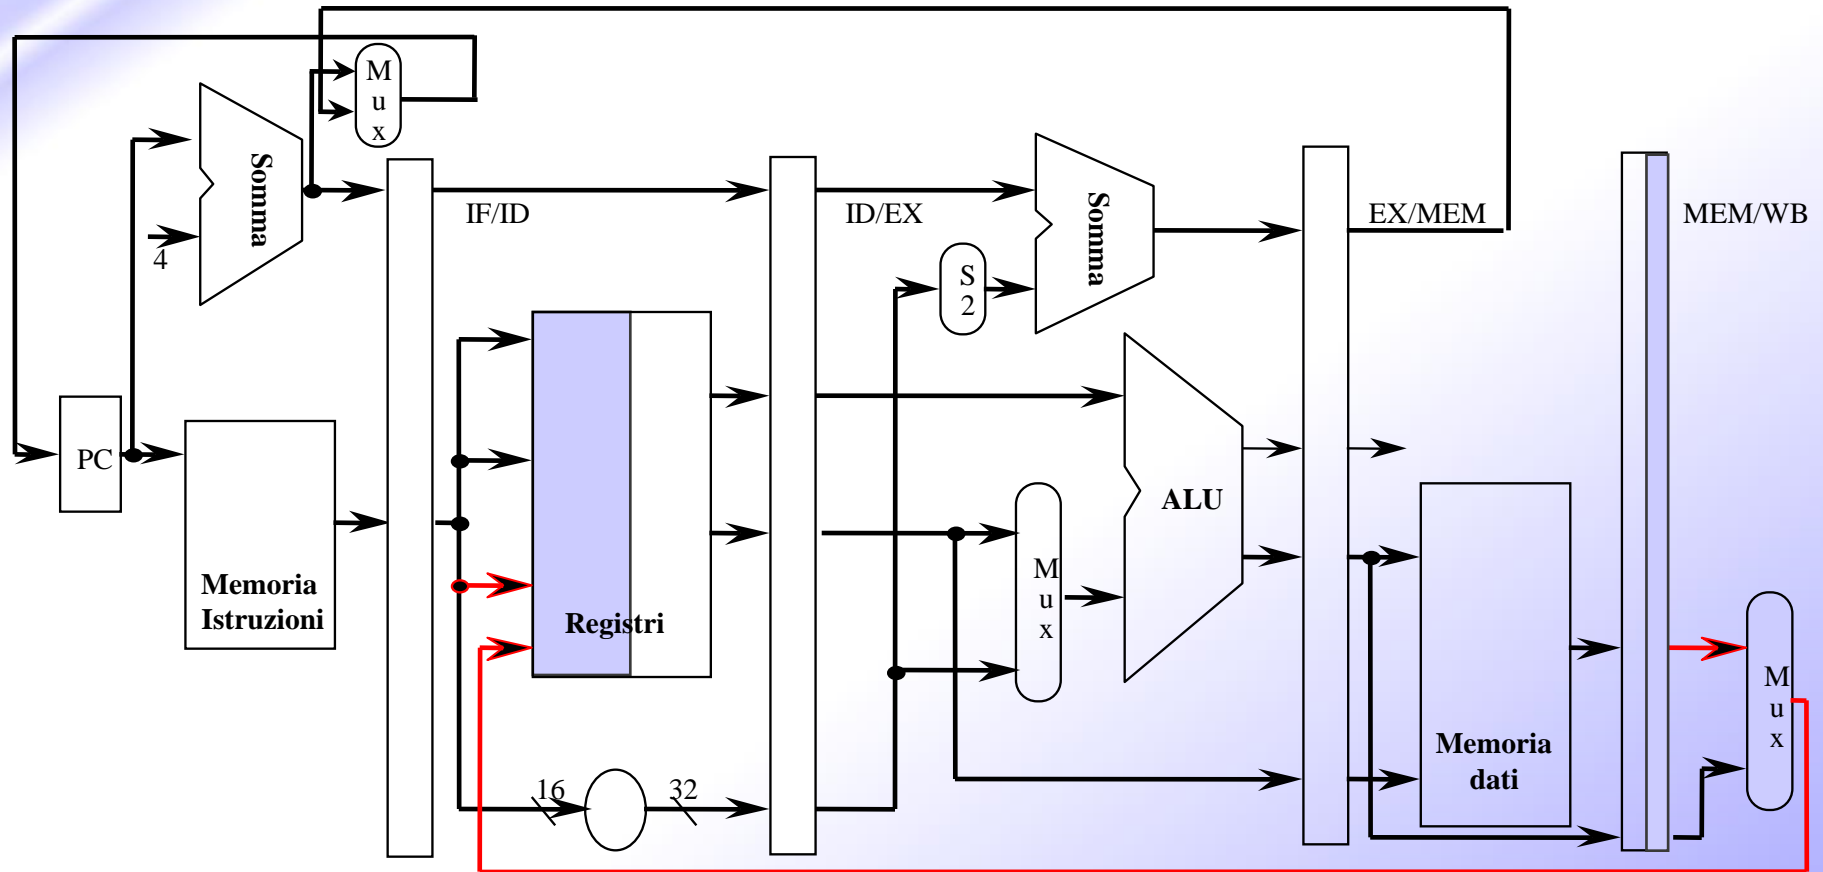 M
u
x
Somma
4
IF/ID
ID/EX
Somma
EX/MEM
MEM/WB
S
2
PC
Memoria
Istruzioni
Registri
M
u
x
ALU
Memoria
dati
M
u
x
16
32